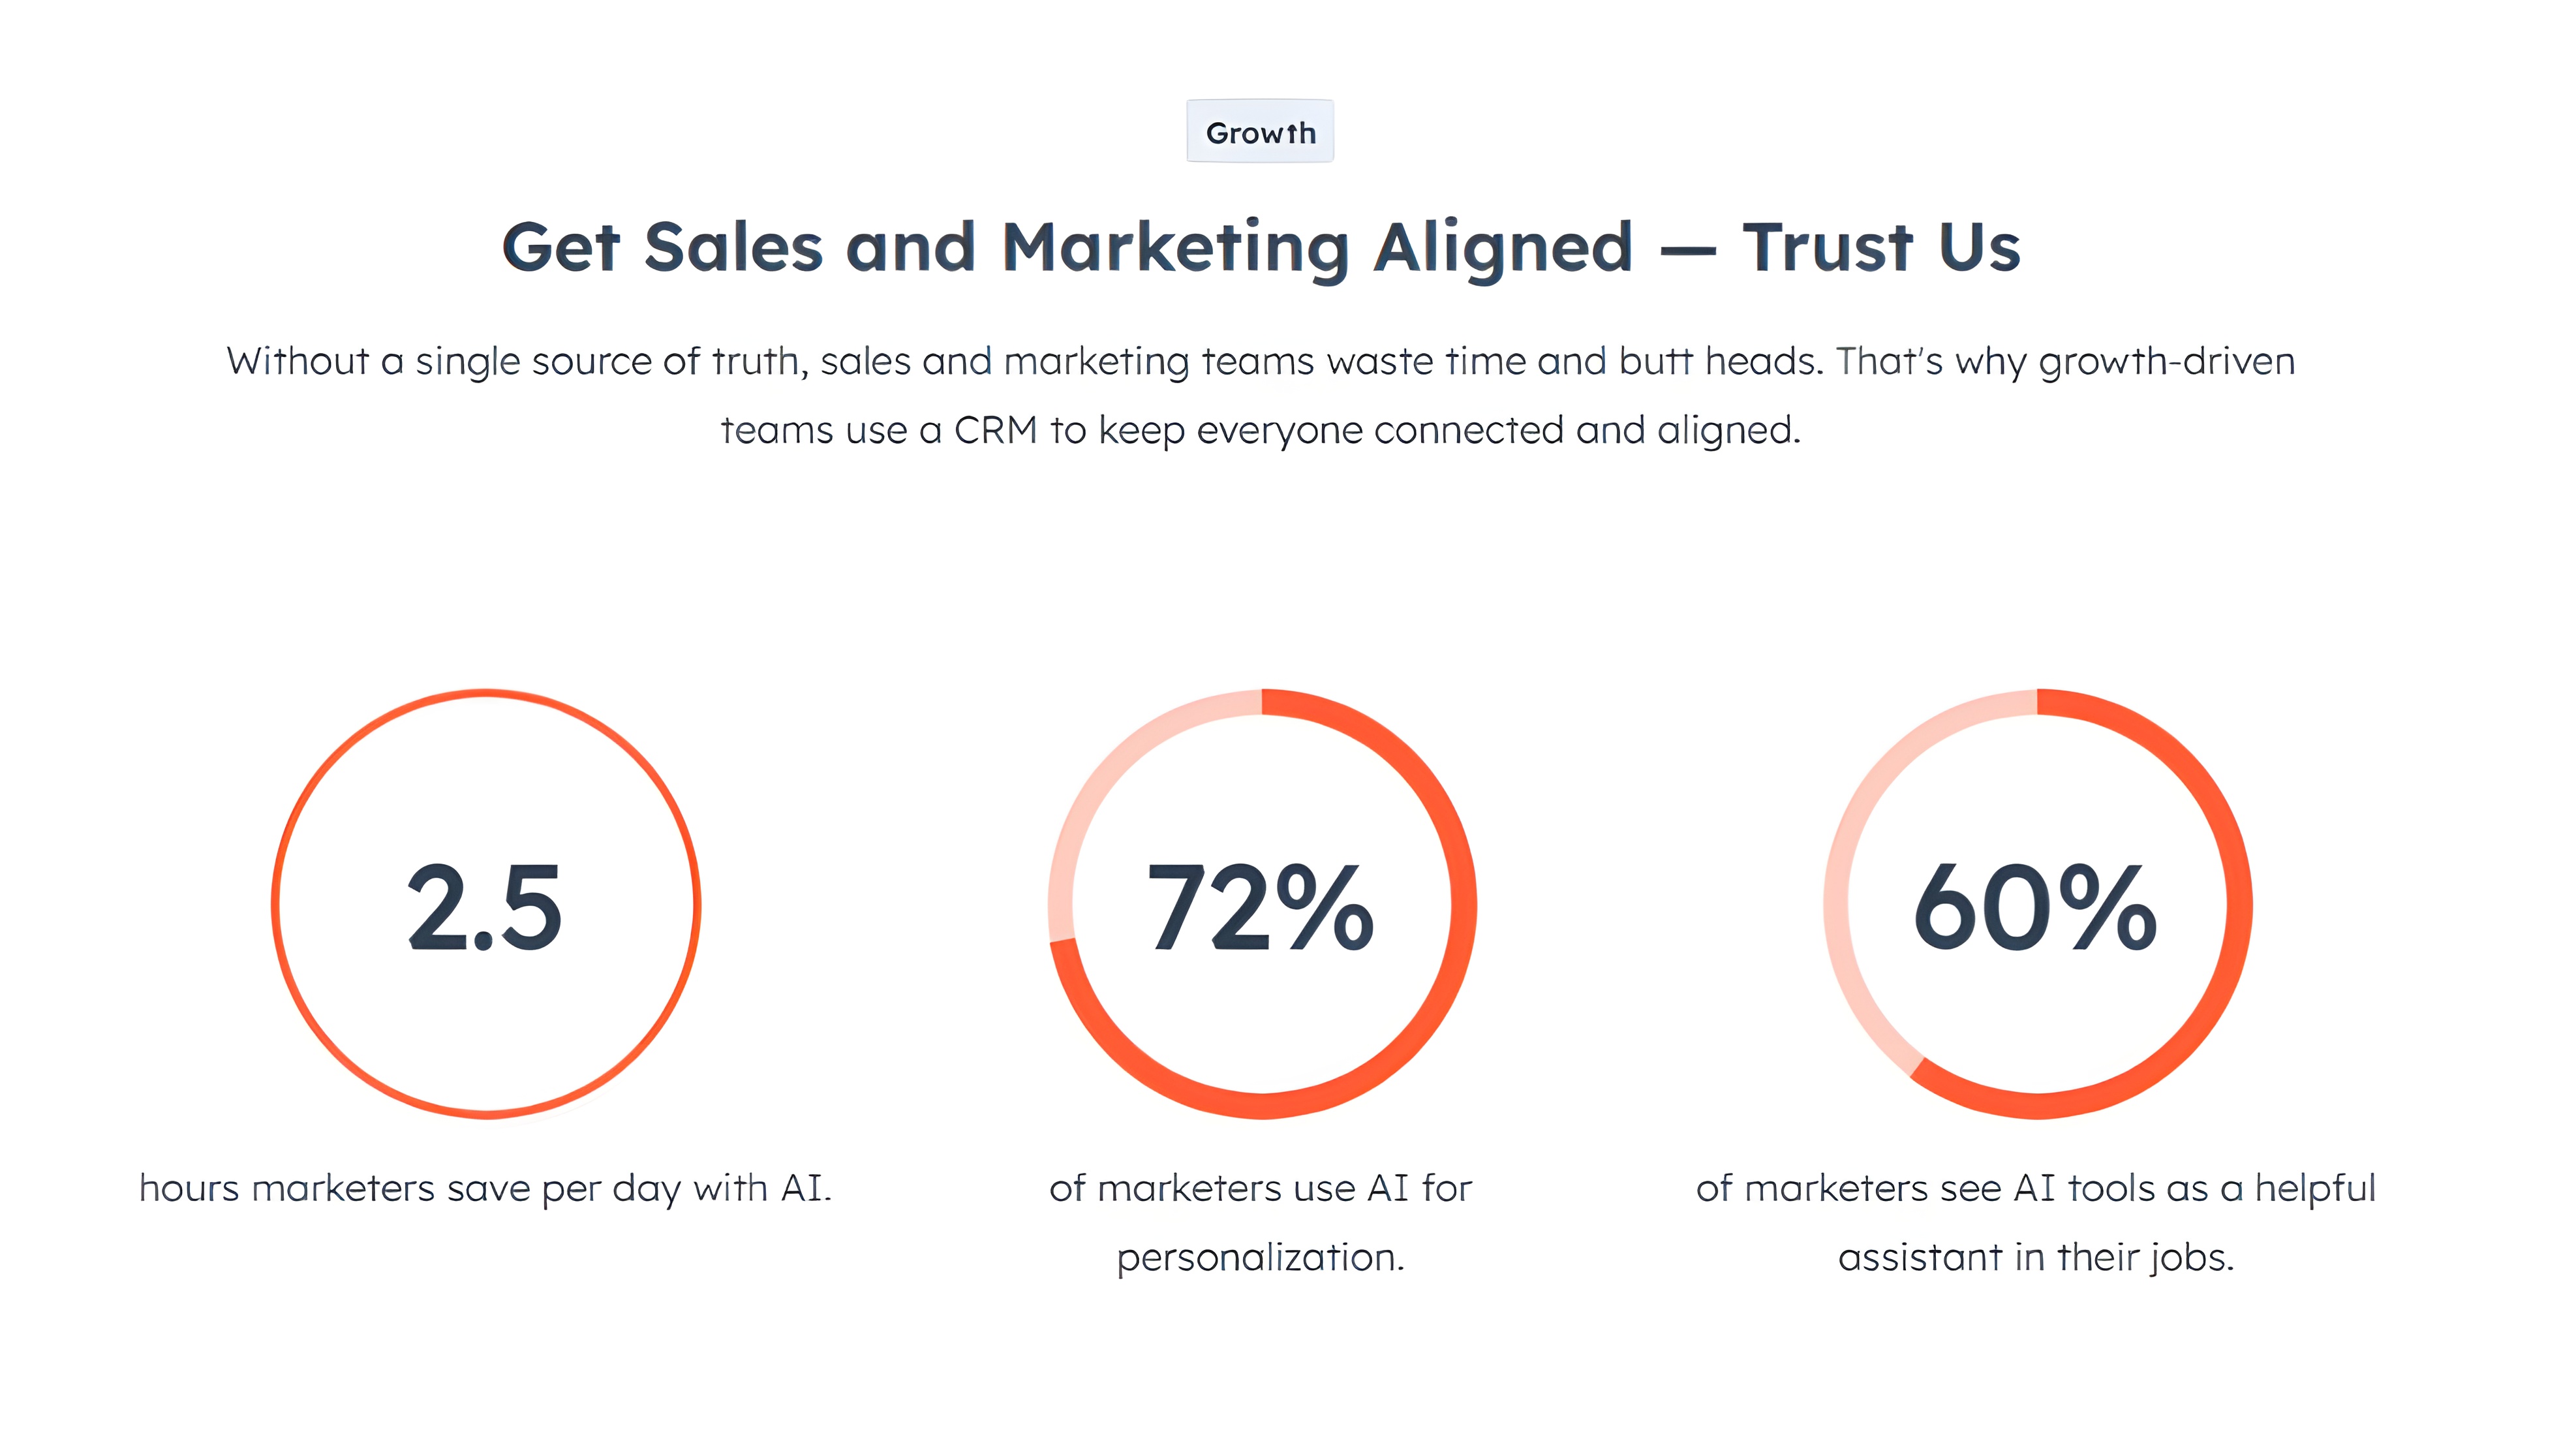 Growth
Get Sales and Marketing Aligned — Trust Us
Without a single source of truth, sales and marketing teams waste time and butt heads. That's why growth-driven
teams use a CRM to keep everyone connected and aligned.
2.5
hours marketers save per day with AI.
72%
of marketers use AI for
personalization.
60%
of marketers see AI tools as a helpful
assistant in their jobs.